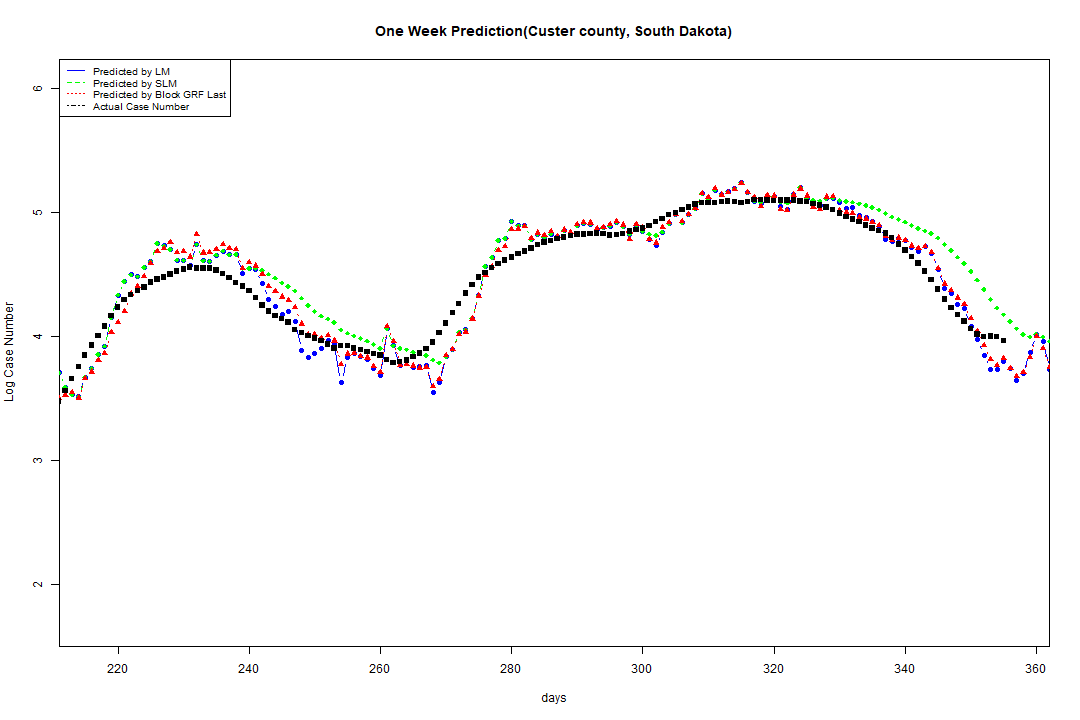 One Week Prediction(Custer county, South Dakota)
Predicted by LM
Predicted by SLM
Predicted by Block GRF Last
Actual Case Number
6
5
4
3
2
Log Case Number
220 240 260 280 300 320 340 360
days